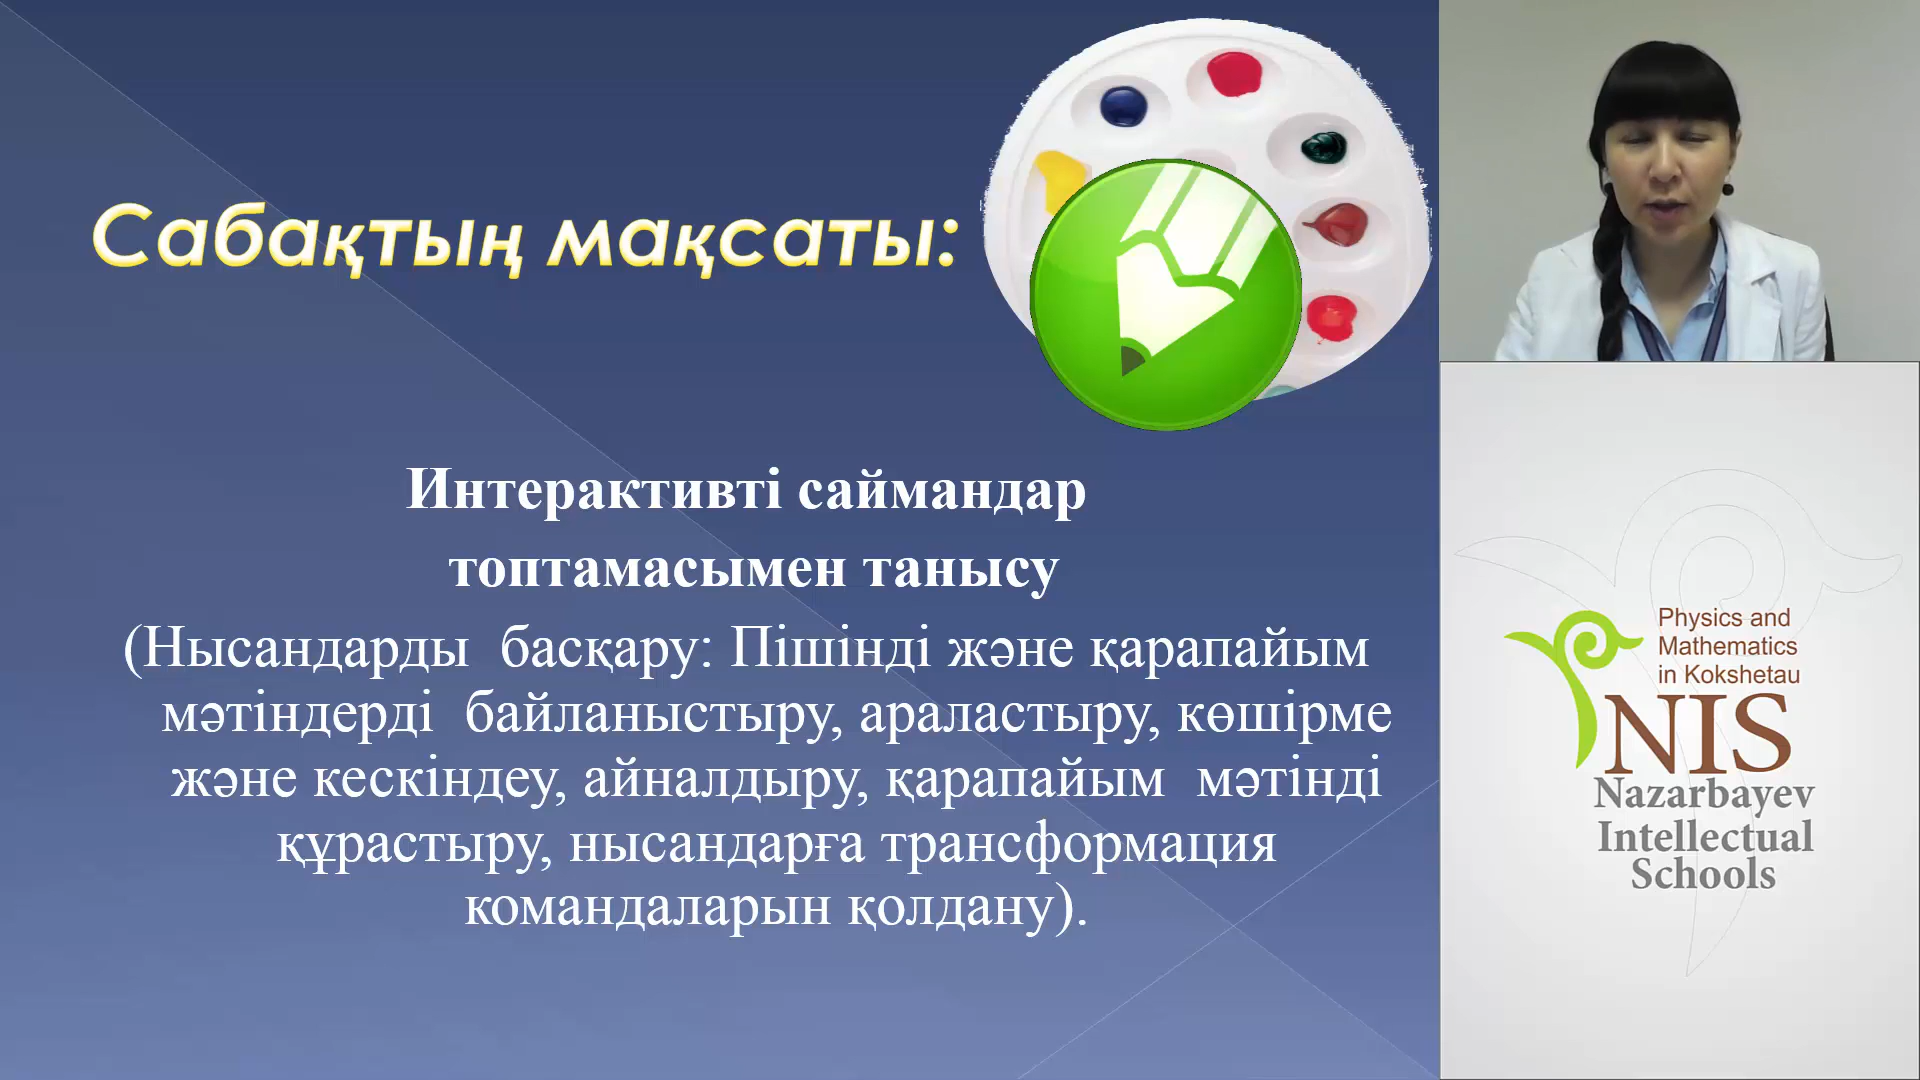 Сабақтың мақсаты:
Интерактивті саймандар
топтамасымен танысу
(Нысандарды басқару: Пішінді және қарапайым
мәтіндерді байланыстыру, араластыру, көшірме
және кескіндеу, айналдыру, қарапайым мәтінді
құрастыру, нысандарға трансформация
командаларын қолдану).
Physics and
Mathematics
in Kokshetau
NIS
Nazarbayev
Intellectual
Schools